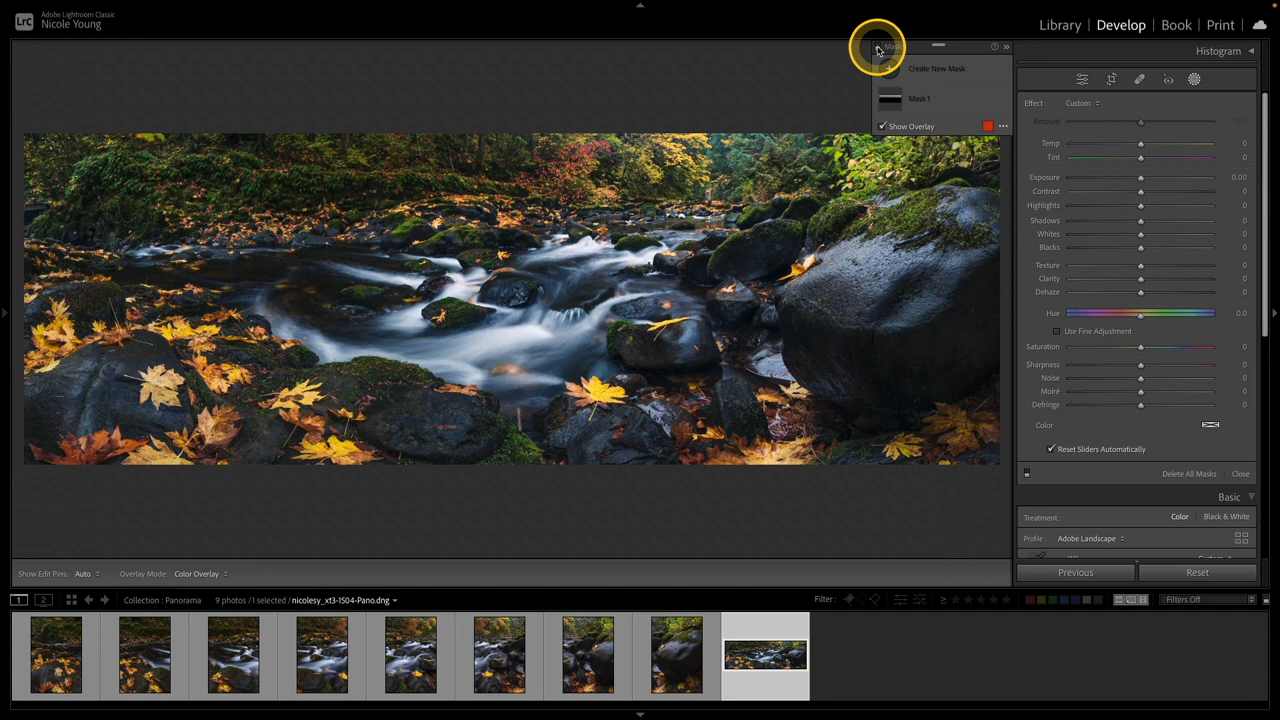 LrC
Adobe Lightroom Classic
Nicole Young
Library Develop Book Print
Masks
Create New Mask
Mask 1
Show Overlay
Histogram
Effect : Custom
Amount
Temp 0
Tint 0
Exposure 0.00
Contrast 0
Highlights 0
Shadows 0
Whites 0
Blacks 0
Texture 0
Clarity 0
Dehaze 0
Hue 0.0
Use Fine Adjustment
Saturation 0
Sharpness 0
Noise 0
Moiré 0
Defringe 0
Color
Reset Sliders Automatically
Delete All Masks Close
Basic
Treatment : Color Black & White
Profile : Adobe Landscape
Previous Reset
Show Edit Pins: Auto Overlay Mode: Color Overlay
1 2 Collection : Panorama 9 photos / 1 selected / nicolesy_xt3-1504-Pano.dng Filter : Filters Off